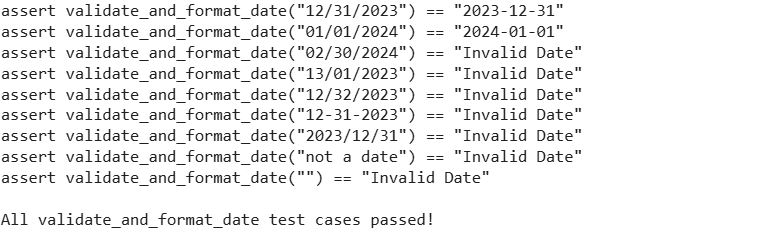 assert validate_and_format_date("12/31/2023") == "2023-12-31"
assert validate_and_format_date("01/01/2024") == "2024-01-01"
assert validate_and_format_date("02/30/2024") == "Invalid Date"
assert validate_and_format_date("13/01/2023") == "Invalid Date"
assert validate_and_format_date("12/32/2023") == "Invalid Date"
assert validate_and_format_date("12-31-2023") == "Invalid Date"
assert validate_and_format_date("2023/12/31") == "Invalid Date"
assert validate_and_format_date("not a date") == "Invalid Date"
assert validate_and_format_date("") == "Invalid Date"
All validate_and_format_date test cases passed!